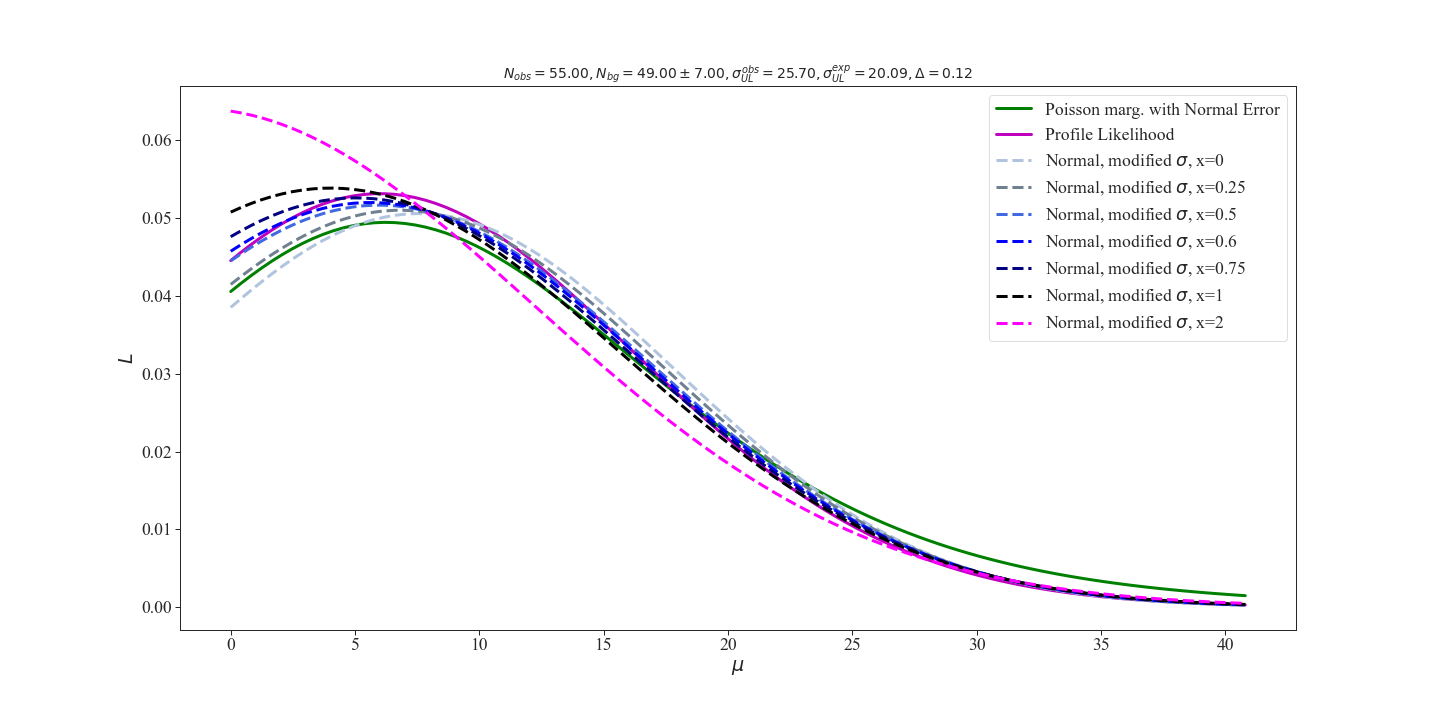 N_obs = 55.00, N_bg = 49.00 ± 7.00, σ_UL^obs = 25.70, σ_UL^exp = 20.09, Δ = 0.12
Poisson marg. with Normal Error
Profile Likelihood
Normal, modified σ, x=0
Normal, modified σ, x=0.25
Normal, modified σ, x=0.5
Normal, modified σ, x=0.6
Normal, modified σ, x=0.75
Normal, modified σ, x=1
Normal, modified σ, x=2
0.06
0.05
0.04
0.03
0.02
0.01
0.00
L
0 5 10 15 20 25 30 35 40
μ